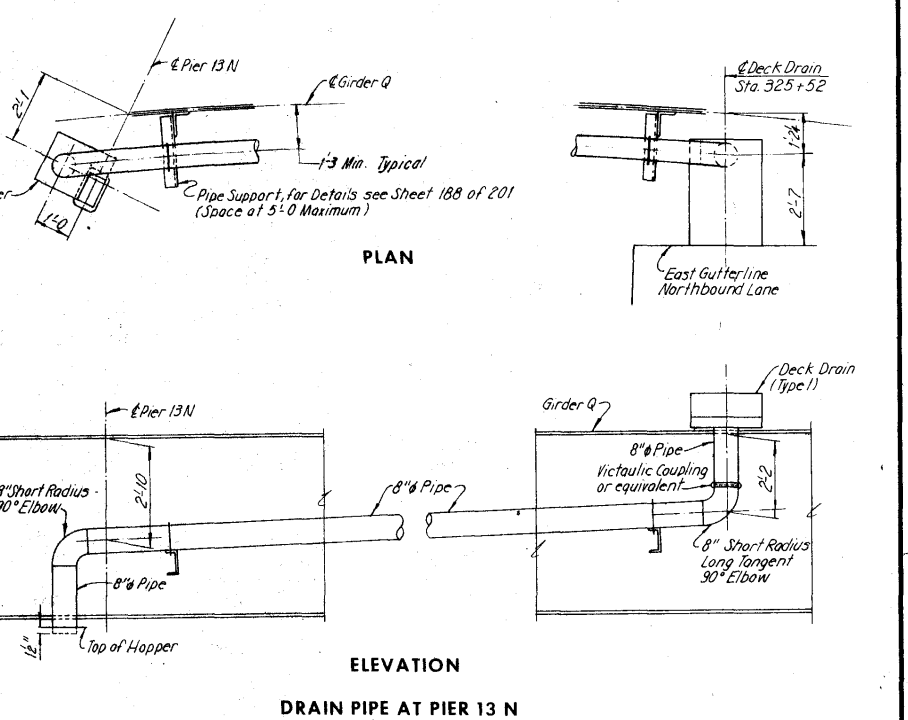 ℄ Pier 13 N
℄ Girder Q
℄ Deck Drain
Sta. 325+52
2'-1
1'-3 Min. Typical
Pipe Support, for Details see Sheet 188 of 201
(Space at 5'-0 Maximum)
1'-0
2'-7
PLAN
East Gutterline
Northbound Lane
Deck Drain
(Type I)
℄ Pier 13 N
Girder Q
8"ø Pipe
Victaulic Coupling
or equivalent
2'-2
2'-10
8" Short Radius
90° Elbow
8"ø Pipe
8" Short Radius
Long Tangent
90° Elbow
8"ø Pipe
Top of Hopper
1½"
ELEVATION
DRAIN PIPE AT PIER 13 N